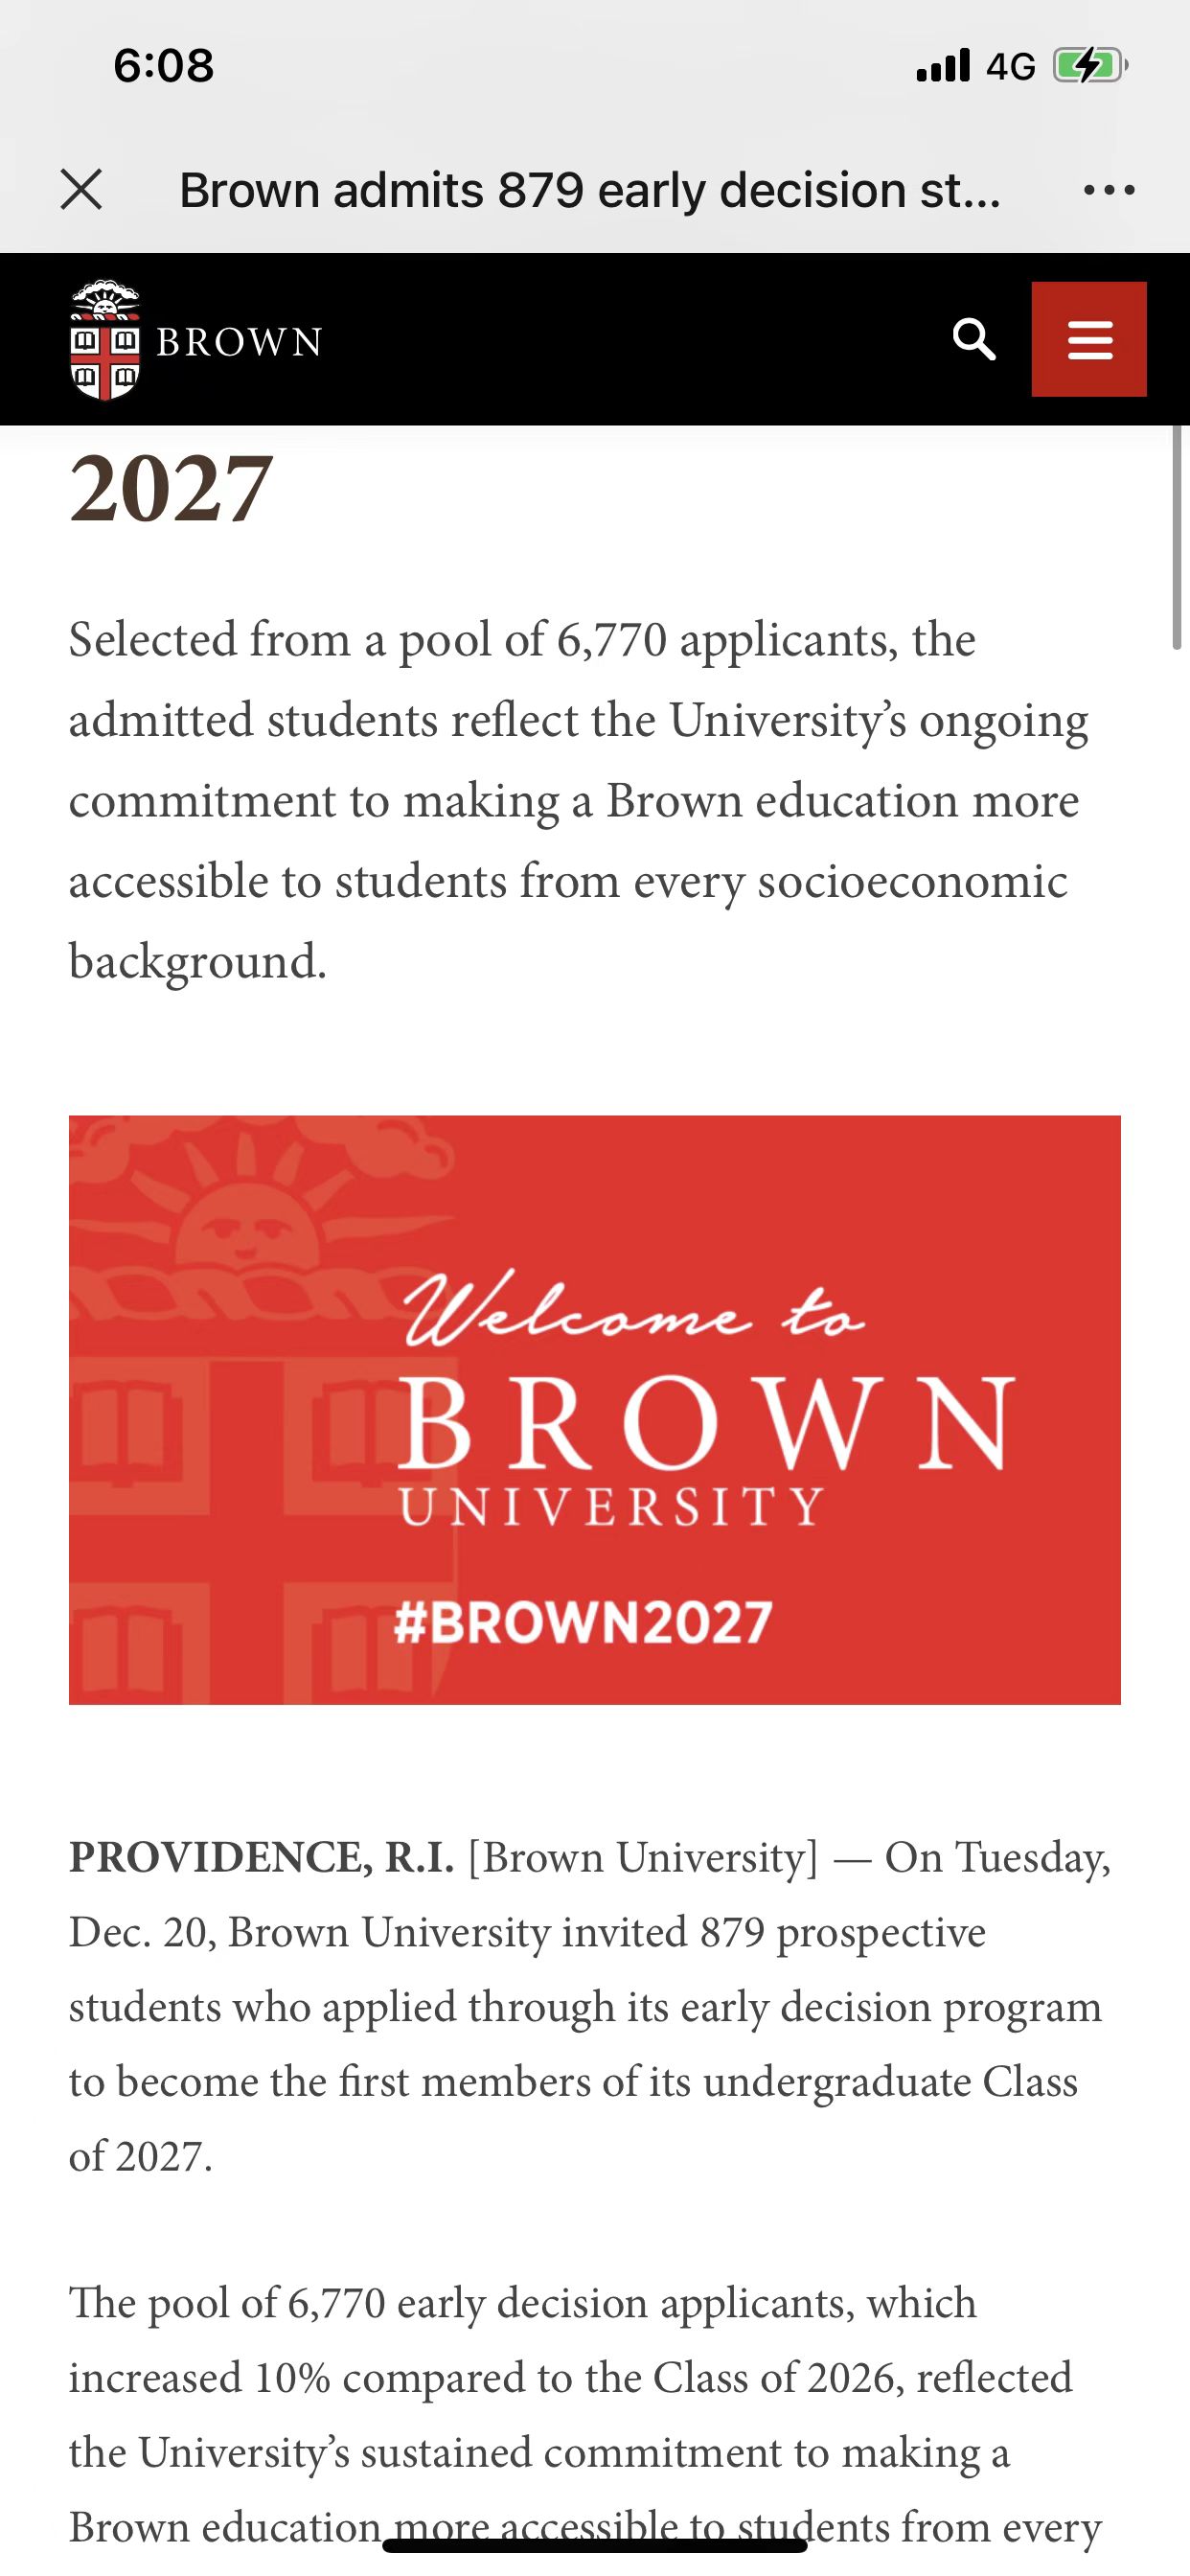 6:08
4G
Brown admits 879 early decision st...
BROWN
2027
Selected from a pool of 6,770 applicants, the
admitted students reflect the University’s ongoing
commitment to making a Brown education more
accessible to students from every socioeconomic
background.
Welcome to
BROWN
UNIVERSITY
#BROWN2027
PROVIDENCE, R.I. [Brown University] — On Tuesday,
Dec. 20, Brown University invited 879 prospective
students who applied through its early decision program
to become the first members of its undergraduate Class
of 2027.
The pool of 6,770 early decision applicants, which
increased 10% compared to the Class of 2026, reflected
the University’s sustained commitment to making a
Brown education more accessible to students from every